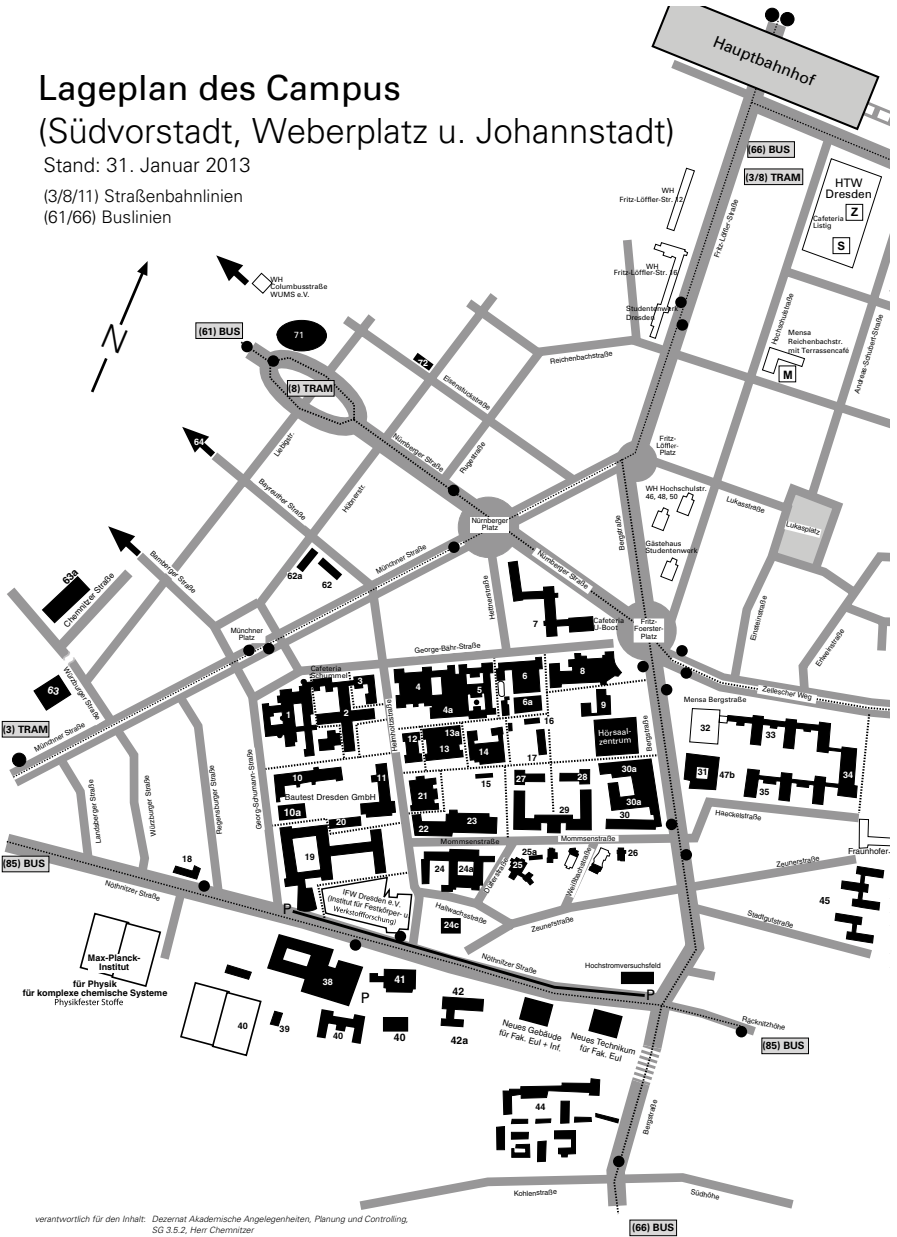 Hauptbahnhof
Lageplan des Campus
(Südvorstadt, Weberplatz u. Johannstadt)
Stand: 31. Januar 2013
(3/8/11) Straßenbahnlinien
(61/66) Buslinien
(66) BUS
(3/8) TRAM
HTW
Dresden
Z
Cafeteria
Listig
S
WH
Fritz-Löffler-Str. 12
Fritz-Löffler-Straße
WH
Fritz-Löffler-Str. 16
Studentenwerk
Dresden
WH
Columbusstraße
WUMS e.V.
N
(61) BUS
71
(8) TRAM
72
Reichenbachstraße
Hochschulstraße
Mensa
Reichenbachstr.
mit Terrassencafé
M
Andreas-Schubert-Straße
Eisenstuckstraße
Liebigstr.
Nürnberger Straße
Rugestraße
64
Fritz-
Löffler-
Platz
Bayreuther Straße
Hübnerstr.
WH Hochschulstr.
46, 48, 50
Lukasstraße
Lukasplatz
Nürnberger
Platz
Bergstraße
Gästehaus
Studentenwerk
Münchner Straße
Bamberger Straße
62a
62
63a
Chemnitzer Straße
Hettnerstraße
Nürnberger Straße
Einsteinstraße
Erlweinstraße
7
Cafeteria
U-Boot
Fritz-
Foerster-
Platz
Münchner
Platz
George-Bähr-Straße
Cafeteria
Schummel
Würzburger Straße
63
Zellescher Weg
Mensa Bergstraße
(3) TRAM
Münchner Straße
1
2
3
4
4a
5
6
6a
8
9
Helmholtzstraße
Hörsaal-
zentrum
Bergstraße
32
33
34
12
13a
13
14
16
17
31
47b
35
10
11
Bautest Dresden GmbH
10a
20
21
15
27
28
30a
30a
29
30
22
23
Landsberger Straße
Würzburger Straße
Regensburger Straße
Georg-Schumann-Straße
Haeckelstraße
Mommsenstraße
Mommsenstraße
Fraunhofer-
(85) BUS
18
19
24
24a
25
25a
26
Dülferstraße
Weißbachstraße
Zeunerstraße
45
Nöthnitzer Straße
P
IFW Dresden e.V.
(Institut für Festkörper- u.
Werkstoffforschung)
Hallwachsstraße
24c
Zeunerstraße
Stadtgutstraße
Max-Planck-
Institut
für Physik
für komplexe chemische Systeme
Physikfester Stoffe
Nöthnitzer Straße
Hochstromversuchsfeld
P
38
41
P
42
42a
39
40
40
40
Neues Gebäude
für Fak. EuI + Inf.
Neues Technikum
für Fak. EuI
Räcknitzhöhe
(85) BUS
44
Bergstraße
Kohlenstraße
Südhöhe
(66) BUS
verantwortlich für den Inhalt: Dezernat Akademische Angelegenheiten, Planung und Controlling,
SG 3.5.2, Herr Chemnitzer